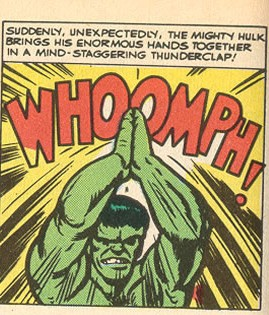 SUDDENLY, UNEXPECTEDLY, THE MIGHTY HULK
BRINGS HIS ENORMOUS HANDS TOGETHER
IN A MIND-STAGGERING THUNDERCLAP!
WHOOMPH!